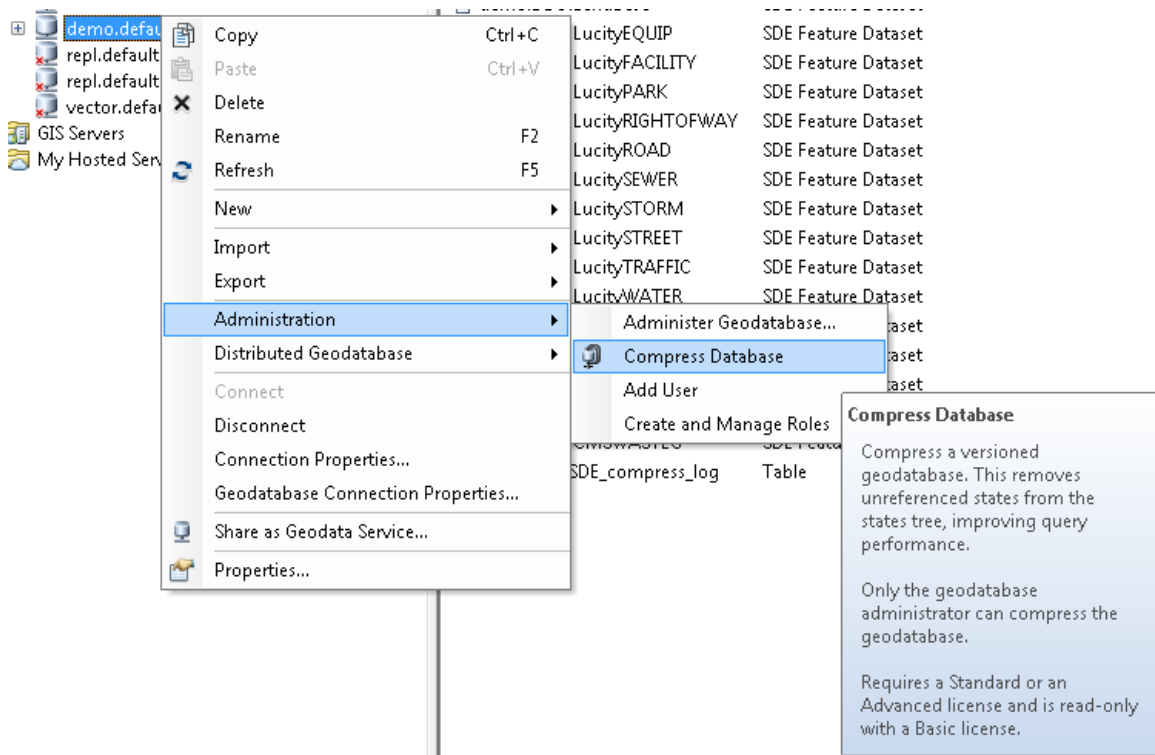 demo.defau
repl.default
repl.default
vector.defau
GIS Servers
My Hosted Serv
Copy Ctrl+C
Paste Ctrl+V
Delete
Rename F2
Refresh F5
New
Import
Export
Administration
Distributed Geodatabase
Connect
Disconnect
Connection Properties...
Geodatabase Connection Properties...
Share as Geodata Service...
Properties...
LucityEQUIP SDE Feature Dataset
LucityFACILITY SDE Feature Dataset
LucityPARK SDE Feature Dataset
LucityRIGHTOFWAY SDE Feature Dataset
LucityROAD SDE Feature Dataset
LucitySEWER SDE Feature Dataset
LucitySTORM SDE Feature Dataset
LucitySTREET SDE Feature Dataset
LucityTRAFFIC SDE Feature Dataset
LucityWATER SDE Feature Dataset
taset
taset
taset
SDE_compress_log Table
Administer Geodatabase...
Compress Database
Add User
Create and Manage Roles
Compress Database
Compress a versioned
geodatabase. This removes
unreferenced states from the
states tree, improving query
performance.
Only the geodatabase
administrator can compress the
geodatabase.
Requires a Standard or an
Advanced license and is read-only
with a Basic license.